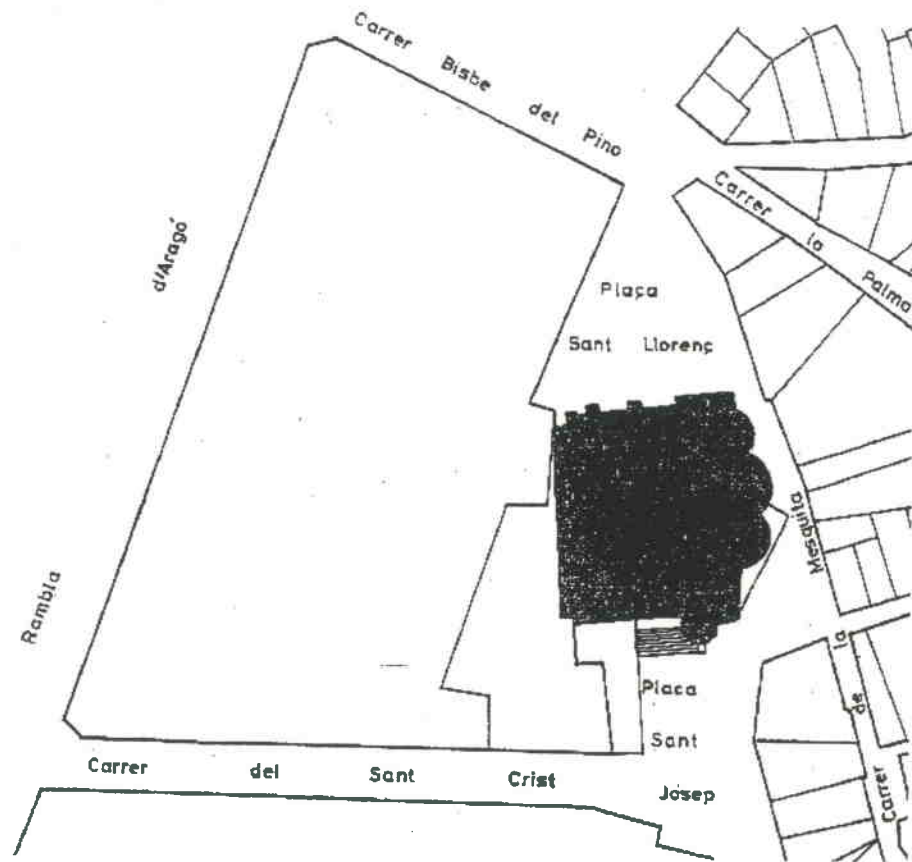 Carrer Bisbe del Pino
Carrer la Palma
Rambla d'Aragó
Plaça
Sant Llorenç
Carrer de la Mesquita
Placa
Sant
Josep
Carrer del Sant Crist